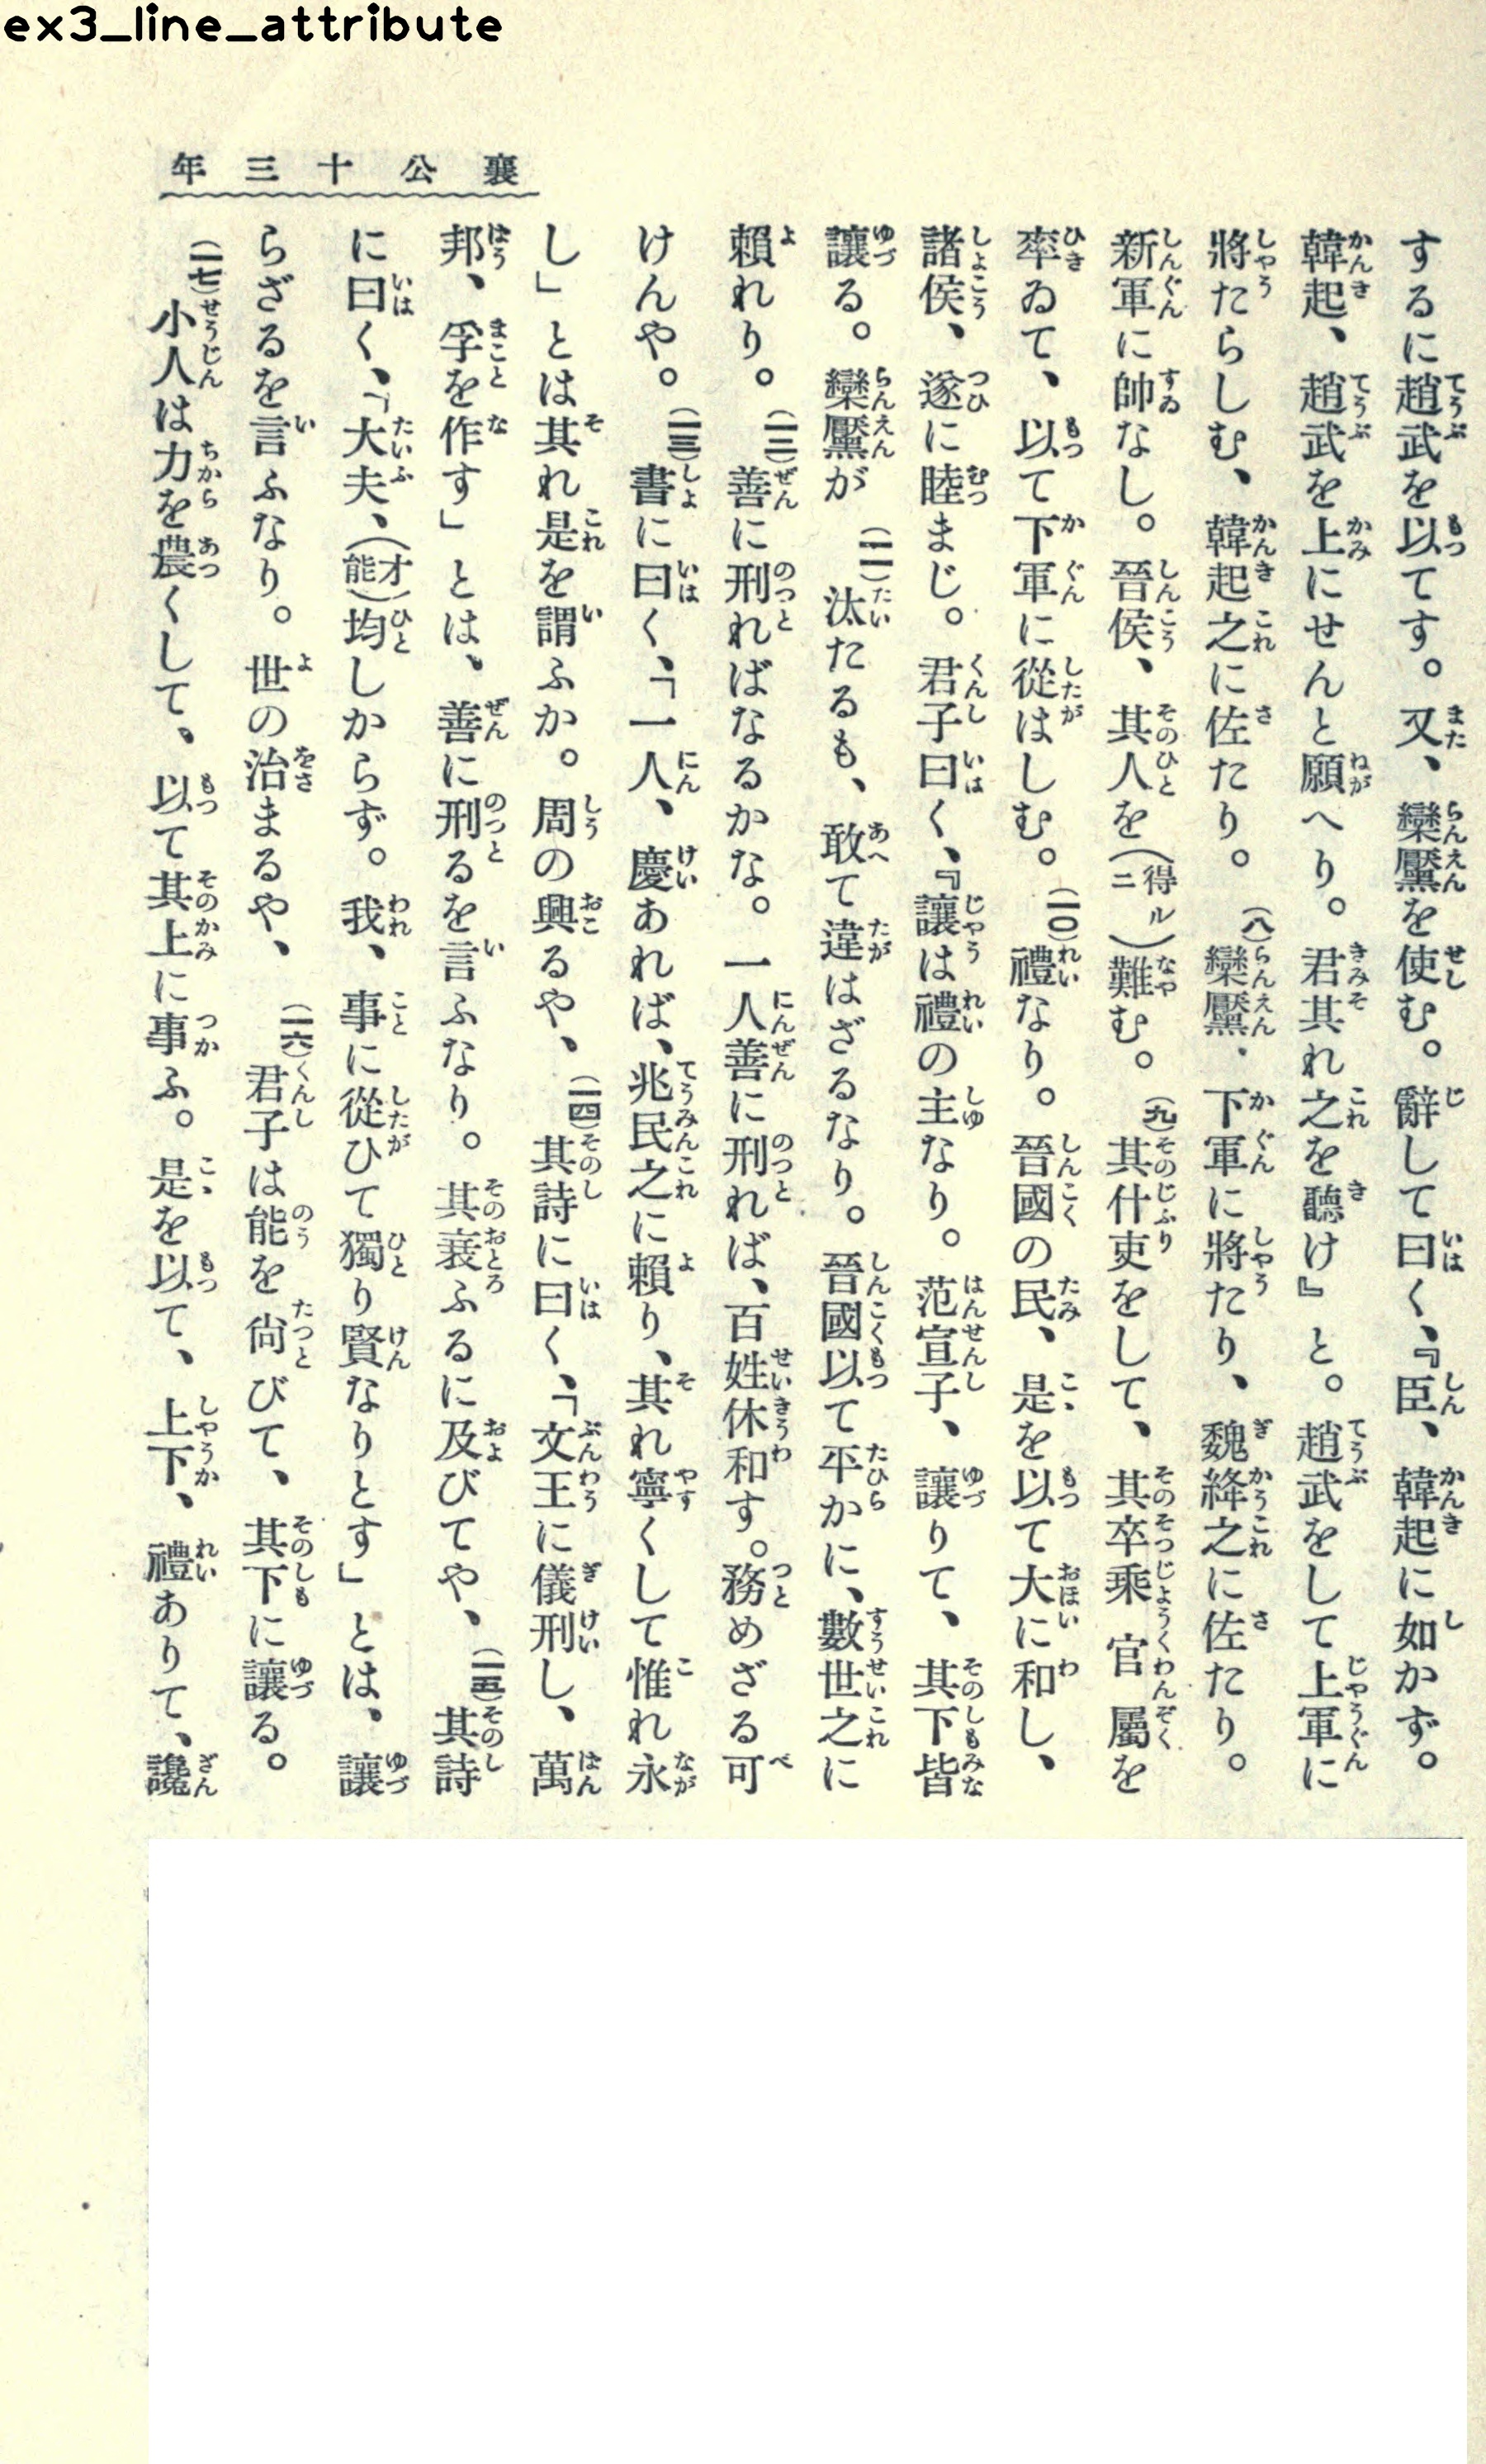 ex3_line_attribute
襄公十三年
するに趙武を以てす。又、欒黶を使む。辭して曰く、『臣、韓起に如かず。
韓起、趙武を上にせんと願へり。君其れ之を聽け』と。趙武をして上軍に
將たらしむ、韓起之に佐たり。（八）欒黶・下軍に將たり、魏絳之に佐たり。
新軍に帥なし。晉侯、其人を（得ルニ）難む。（九）其什吏をして、其卒乘官屬を
率ゐて、以て下軍に從はしむ。（一〇）禮なり。晉國の民、是を以て大に和し、
諸侯、遂に睦まじ。君子曰く、『讓は禮の主なり。范宣子、讓りて、其下皆
讓る。欒黶が（一一）汰たるも、敢て違はざるなり。晉國以て平かに、數世之に
賴れり。（一二）善に刑ればなるかな。一人善に刑れば、百姓休和す。務めざる可
けんや。（一三）書に曰く、「一人、慶あれば、兆民之に賴り、其れ寧くして惟れ永
し」とは其れ是を謂ふか。周の興るや、（一四）其詩に曰く、「文王に儀刑し、萬
邦、孚を作す」とは、善に刑るを言ふなり。其衰ふるに及びてや、（一五）其詩
に曰く、「大夫、（才能）均しからず。我、事に從ひて獨り賢なりとす」とは、讓
らざるを言ふなり。世の治まるや、（一六）君子は能を尙びて、其下に讓る。
（一七）小人は力を農くして、以て其上に事ふ。是を以て、上下、禮ありて、讒